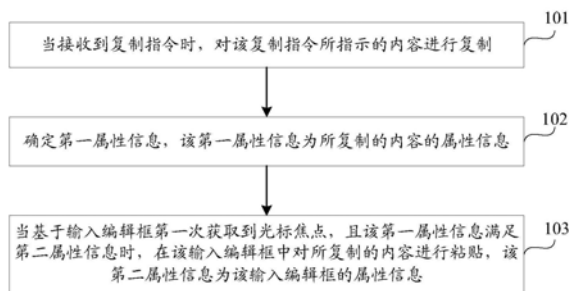 101
当接收到复制指令时，对该复制指令所指示的内容进行复制
102
确定第一属性信息，该第一属性信息为所复制的内容的属性信息
103
当基于输入编辑框第一次获取到光标焦点，且该第一属性信息满足
第二属性信息时，在该输入编辑框中对所复制的内容进行粘贴，该
第二属性信息为该输入编辑框的属性信息